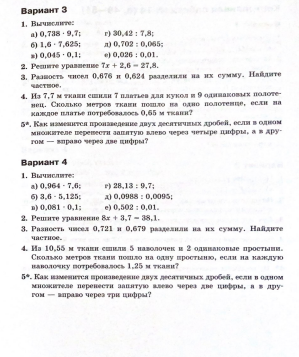 Вариант 3
1. Вычислите:
а) 0,738 · 9,7; г) 30,42 : 7,8;
б) 1,6 · 7,625; д) 0,702 : 0,065;
в) 0,045 · 0,1; е) 0,026 : 0,01.
2. Решите уравнение 7x + 2,6 = 27,8.
3. Разность чисел 0,676 и 0,624 разделили на их сумму. Найдите
частное.
4. Из 7,7 м ткани сшили 7 платьев для кукол и 9 одинаковых полоте-
нец. Сколько метров ткани пошло на одно полотенце, если на
каждое платье потребовалось 0,65 м ткани?
5*. Как изменится произведение двух десятичных дробей, если в одном
множителе перенести запятую влево через четыре цифры, а в дру-
гом — вправо через две цифры?
Вариант 4
1. Вычислите:
а) 0,964 · 7,6; г) 28,13 : 9,7;
б) 3,6 · 5,125; д) 0,0988 : 0,0095;
в) 0,081 · 0,1; е) 0,502 : 0,01.
2. Решите уравнение 8x + 3,7 = 38,1.
3. Разность чисел 0,721 и 0,679 разделили на их сумму. Найдите
частное.
4. Из 10,55 м ткани сшили 5 наволочек и 2 одинаковые простыни.
Сколько метров ткани пошло на одну простыню, если на каждую
наволочку потребовалось 1,25 м ткани?
5*. Как изменится произведение двух десятичных дробей, если в одном
множителе перенести запятую влево через две цифры, а в дру-
гом — вправо через три цифры?